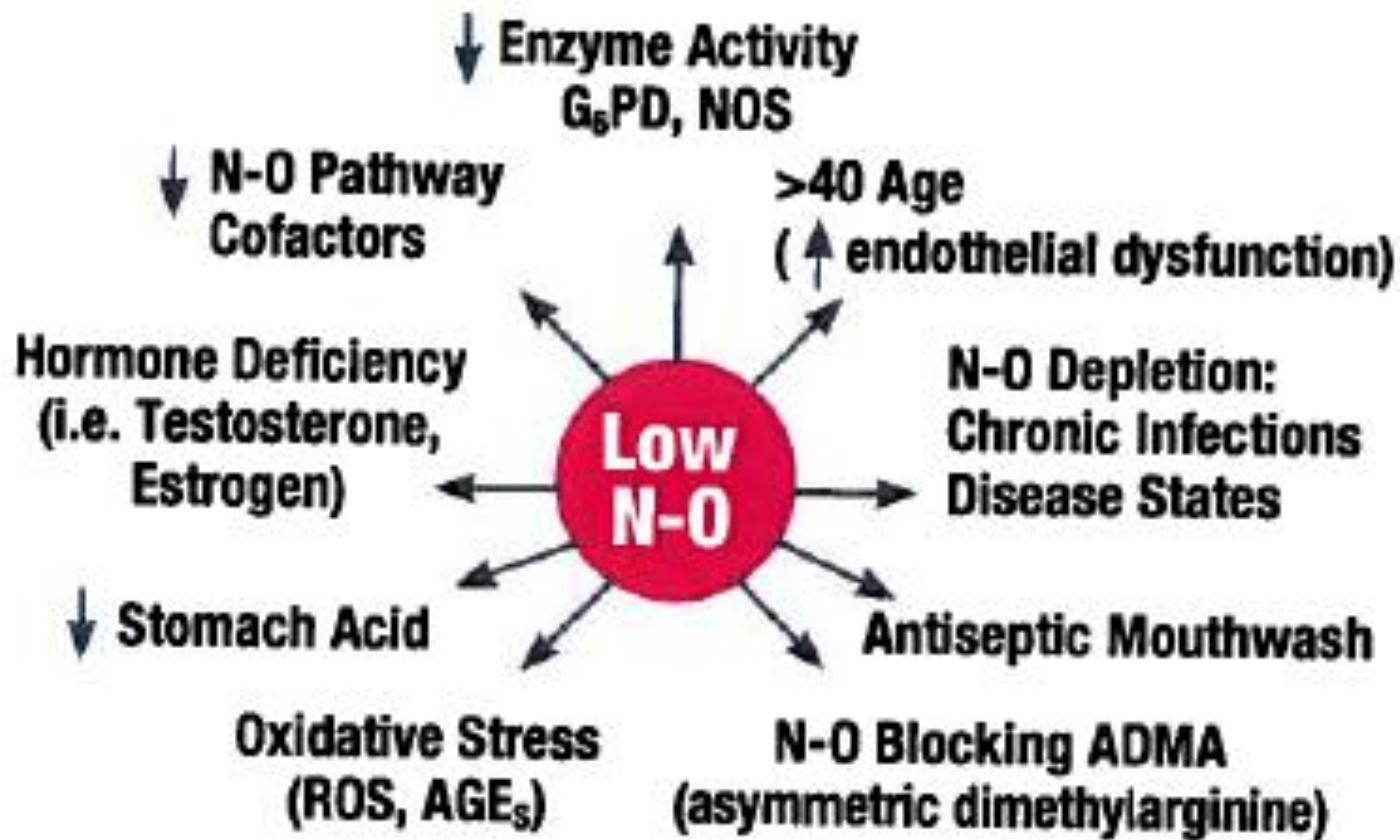 ↓ Enzyme Activity
G₆PD, NOS
↓ N-O Pathway
Cofactors
>40 Age
(↑ endothelial dysfunction)
Hormone Deficiency
(i.e. Testosterone,
Estrogen)
Low
N-O
N-O Depletion:
Chronic Infections
Disease States
↓ Stomach Acid
Antiseptic Mouthwash
Oxidative Stress
(ROS, AGEₛ)
N-O Blocking ADMA
(asymmetric dimethylarginine)